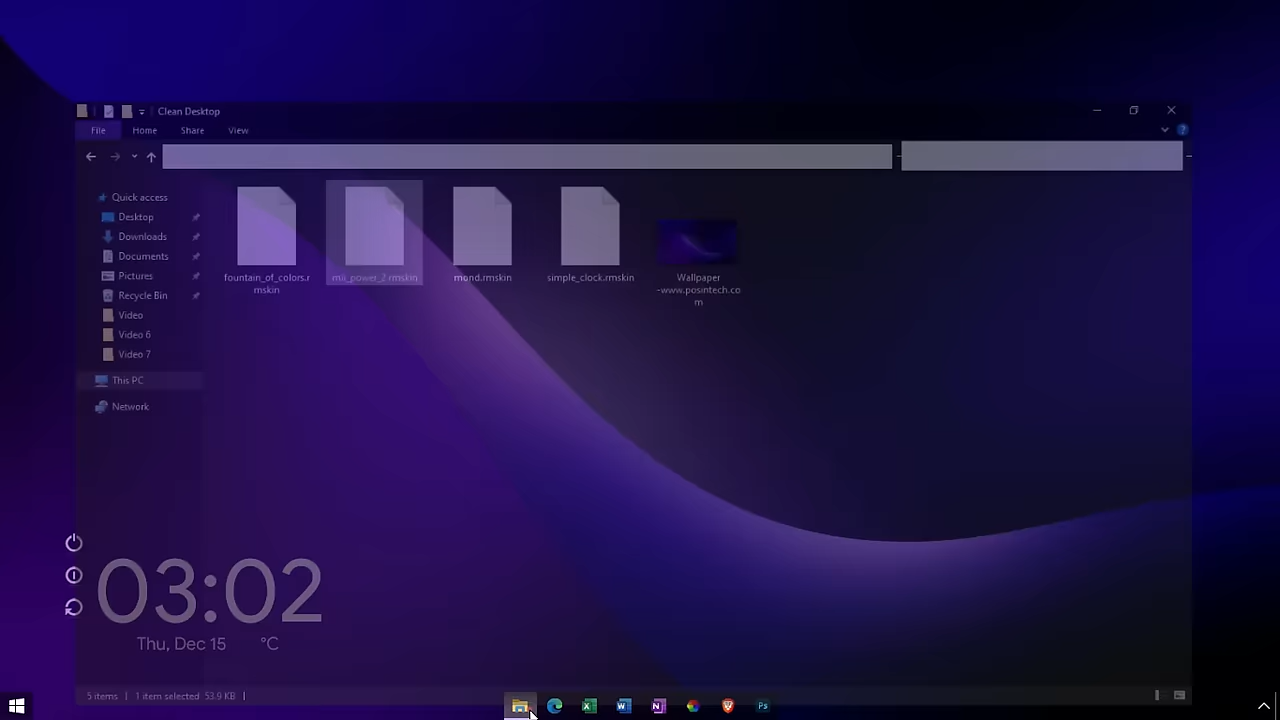 Clean Desktop
File Home Share View
Quick access
Desktop
Downloads
Documents
Pictures
Recycle Bin
Video
Video 6
Video 7
This PC
Network
fountain_of_colors.r
mskin
mii_power_2.rmskin
mond.rmskin
simple_clock.rmskin
Wallpaper
-www.posintech.co
m
03:02
Thu, Dec 15 °C
5 items 1 item selected 53.9 KB